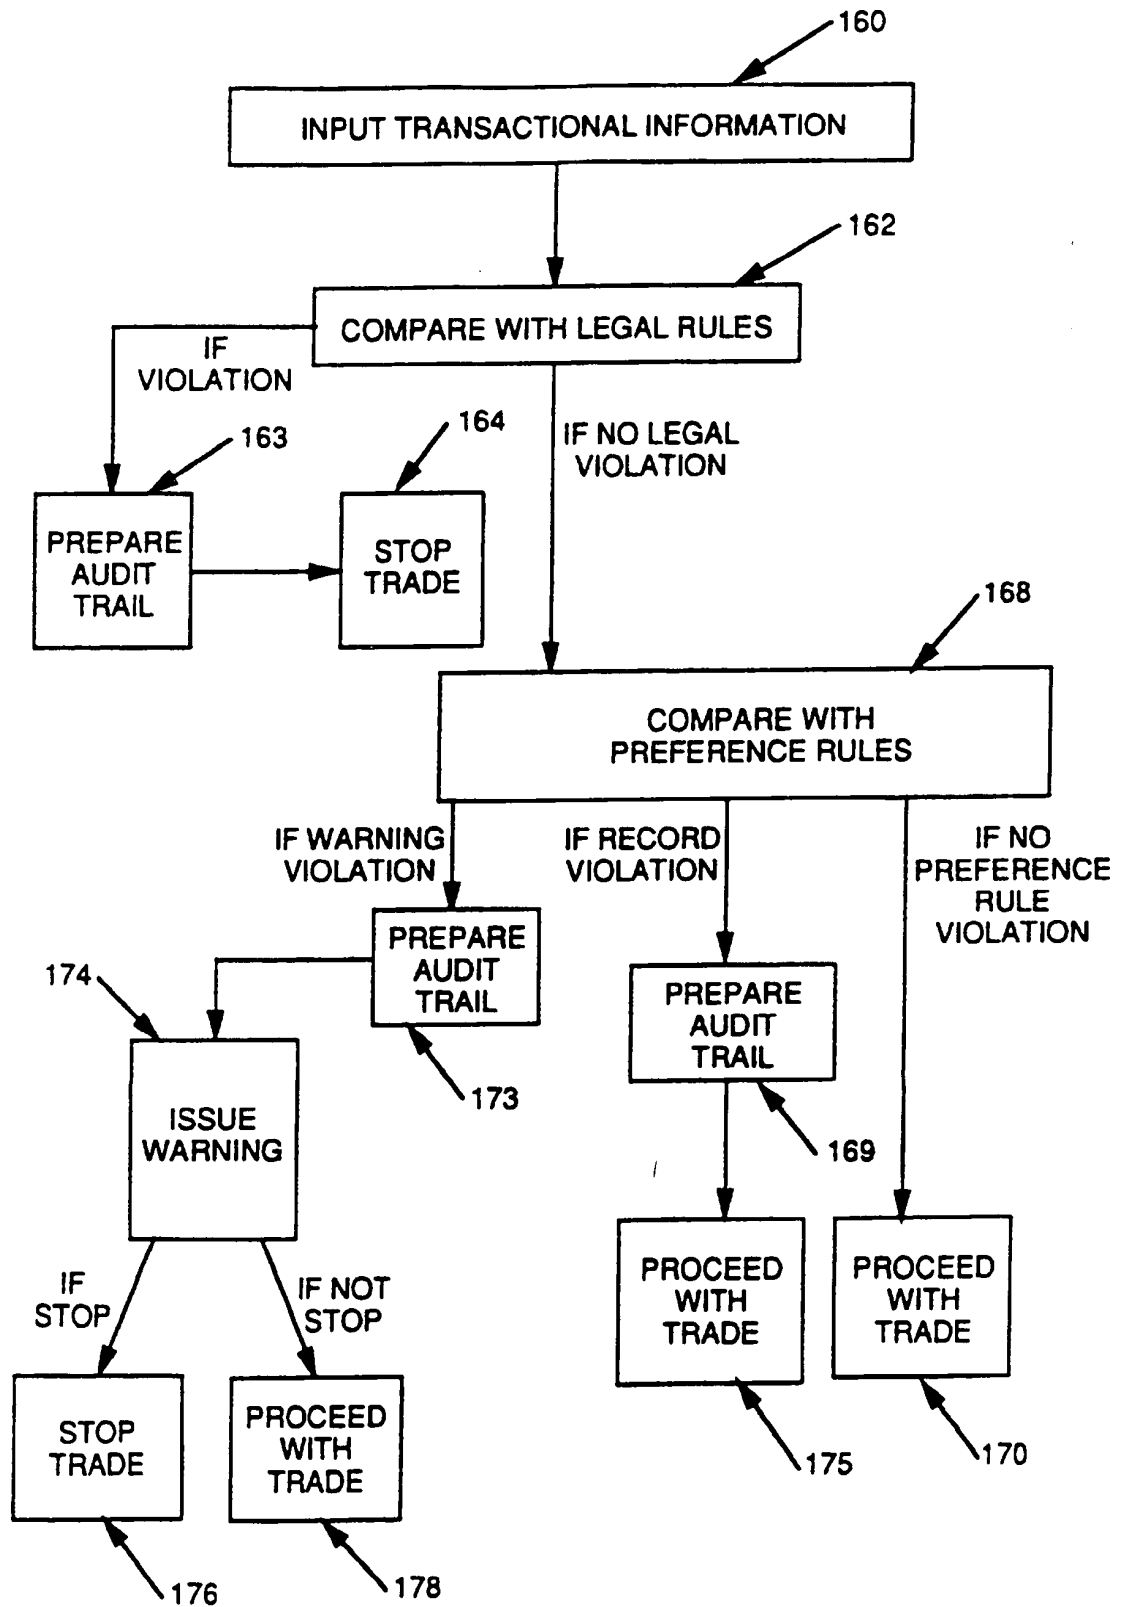 160
INPUT TRANSACTIONAL INFORMATION
162
COMPARE WITH LEGAL RULES
IF
VIOLATION
163
164
IF NO LEGAL
VIOLATION
PREPARE
AUDIT
TRAIL
STOP
TRADE
168
COMPARE WITH
PREFERENCE RULES
IF WARNING
VIOLATION
IF RECORD
VIOLATION
IF NO
PREFERENCE
RULE
VIOLATION
PREPARE
AUDIT
TRAIL
173
174
PREPARE
AUDIT
TRAIL
169
ISSUE
WARNING
IF
STOP
IF NOT
STOP
PROCEED
WITH
TRADE
175
PROCEED
WITH
TRADE
170
STOP
TRADE
176
PROCEED
WITH
TRADE
178